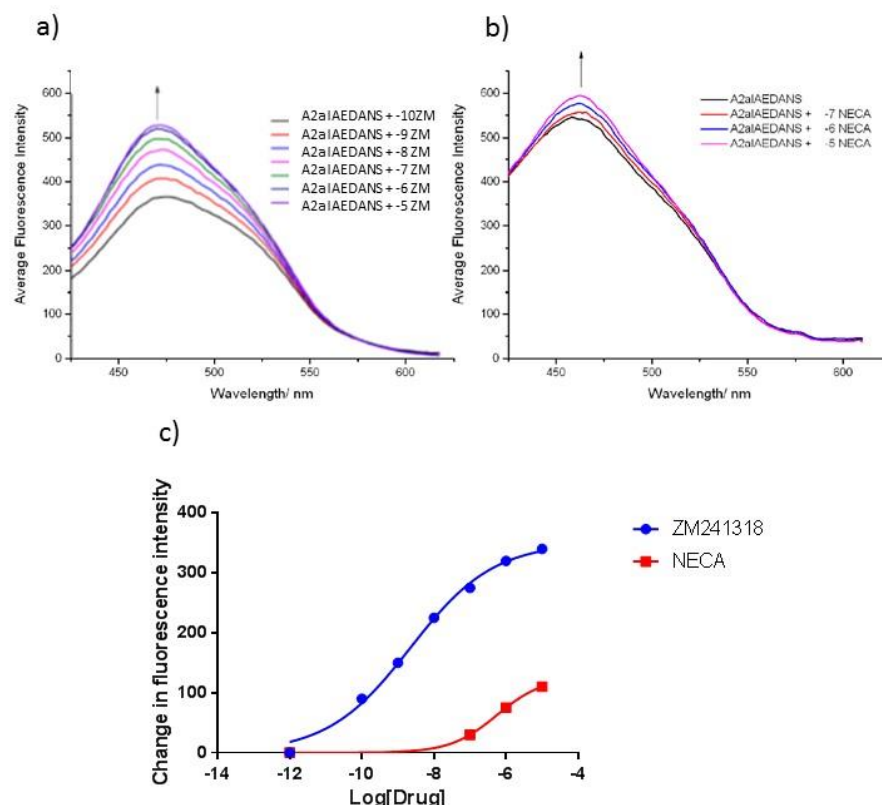 a)
Average Fluorescence Intensity
600
500
400
300
200
100
0
450
500
550
600
Wavelength/ nm
A2aIAEDANS + -10ZM
A2aIAEDANS + -9 ZM
A2aIAEDANS + -8 ZM
A2aIAEDANS + -7 ZM
A2aIAEDANS + -6 ZM
A2aIAEDANS + -5 ZM
b)
Average Fluorescence Intensity
600
500
400
300
200
100
0
450
500
550
600
Wavelength/ nm
A2aIAEDANS
A2aIAEDANS + -7 NECA
A2aIAEDANS + -6 NECA
A2aIAEDANS + -5 NECA
c)
Change in fluorescence intensity
400
300
200
100
0
-14
-12
-10
-8
-6
-4
Log[Drug]
ZM241318
NECA